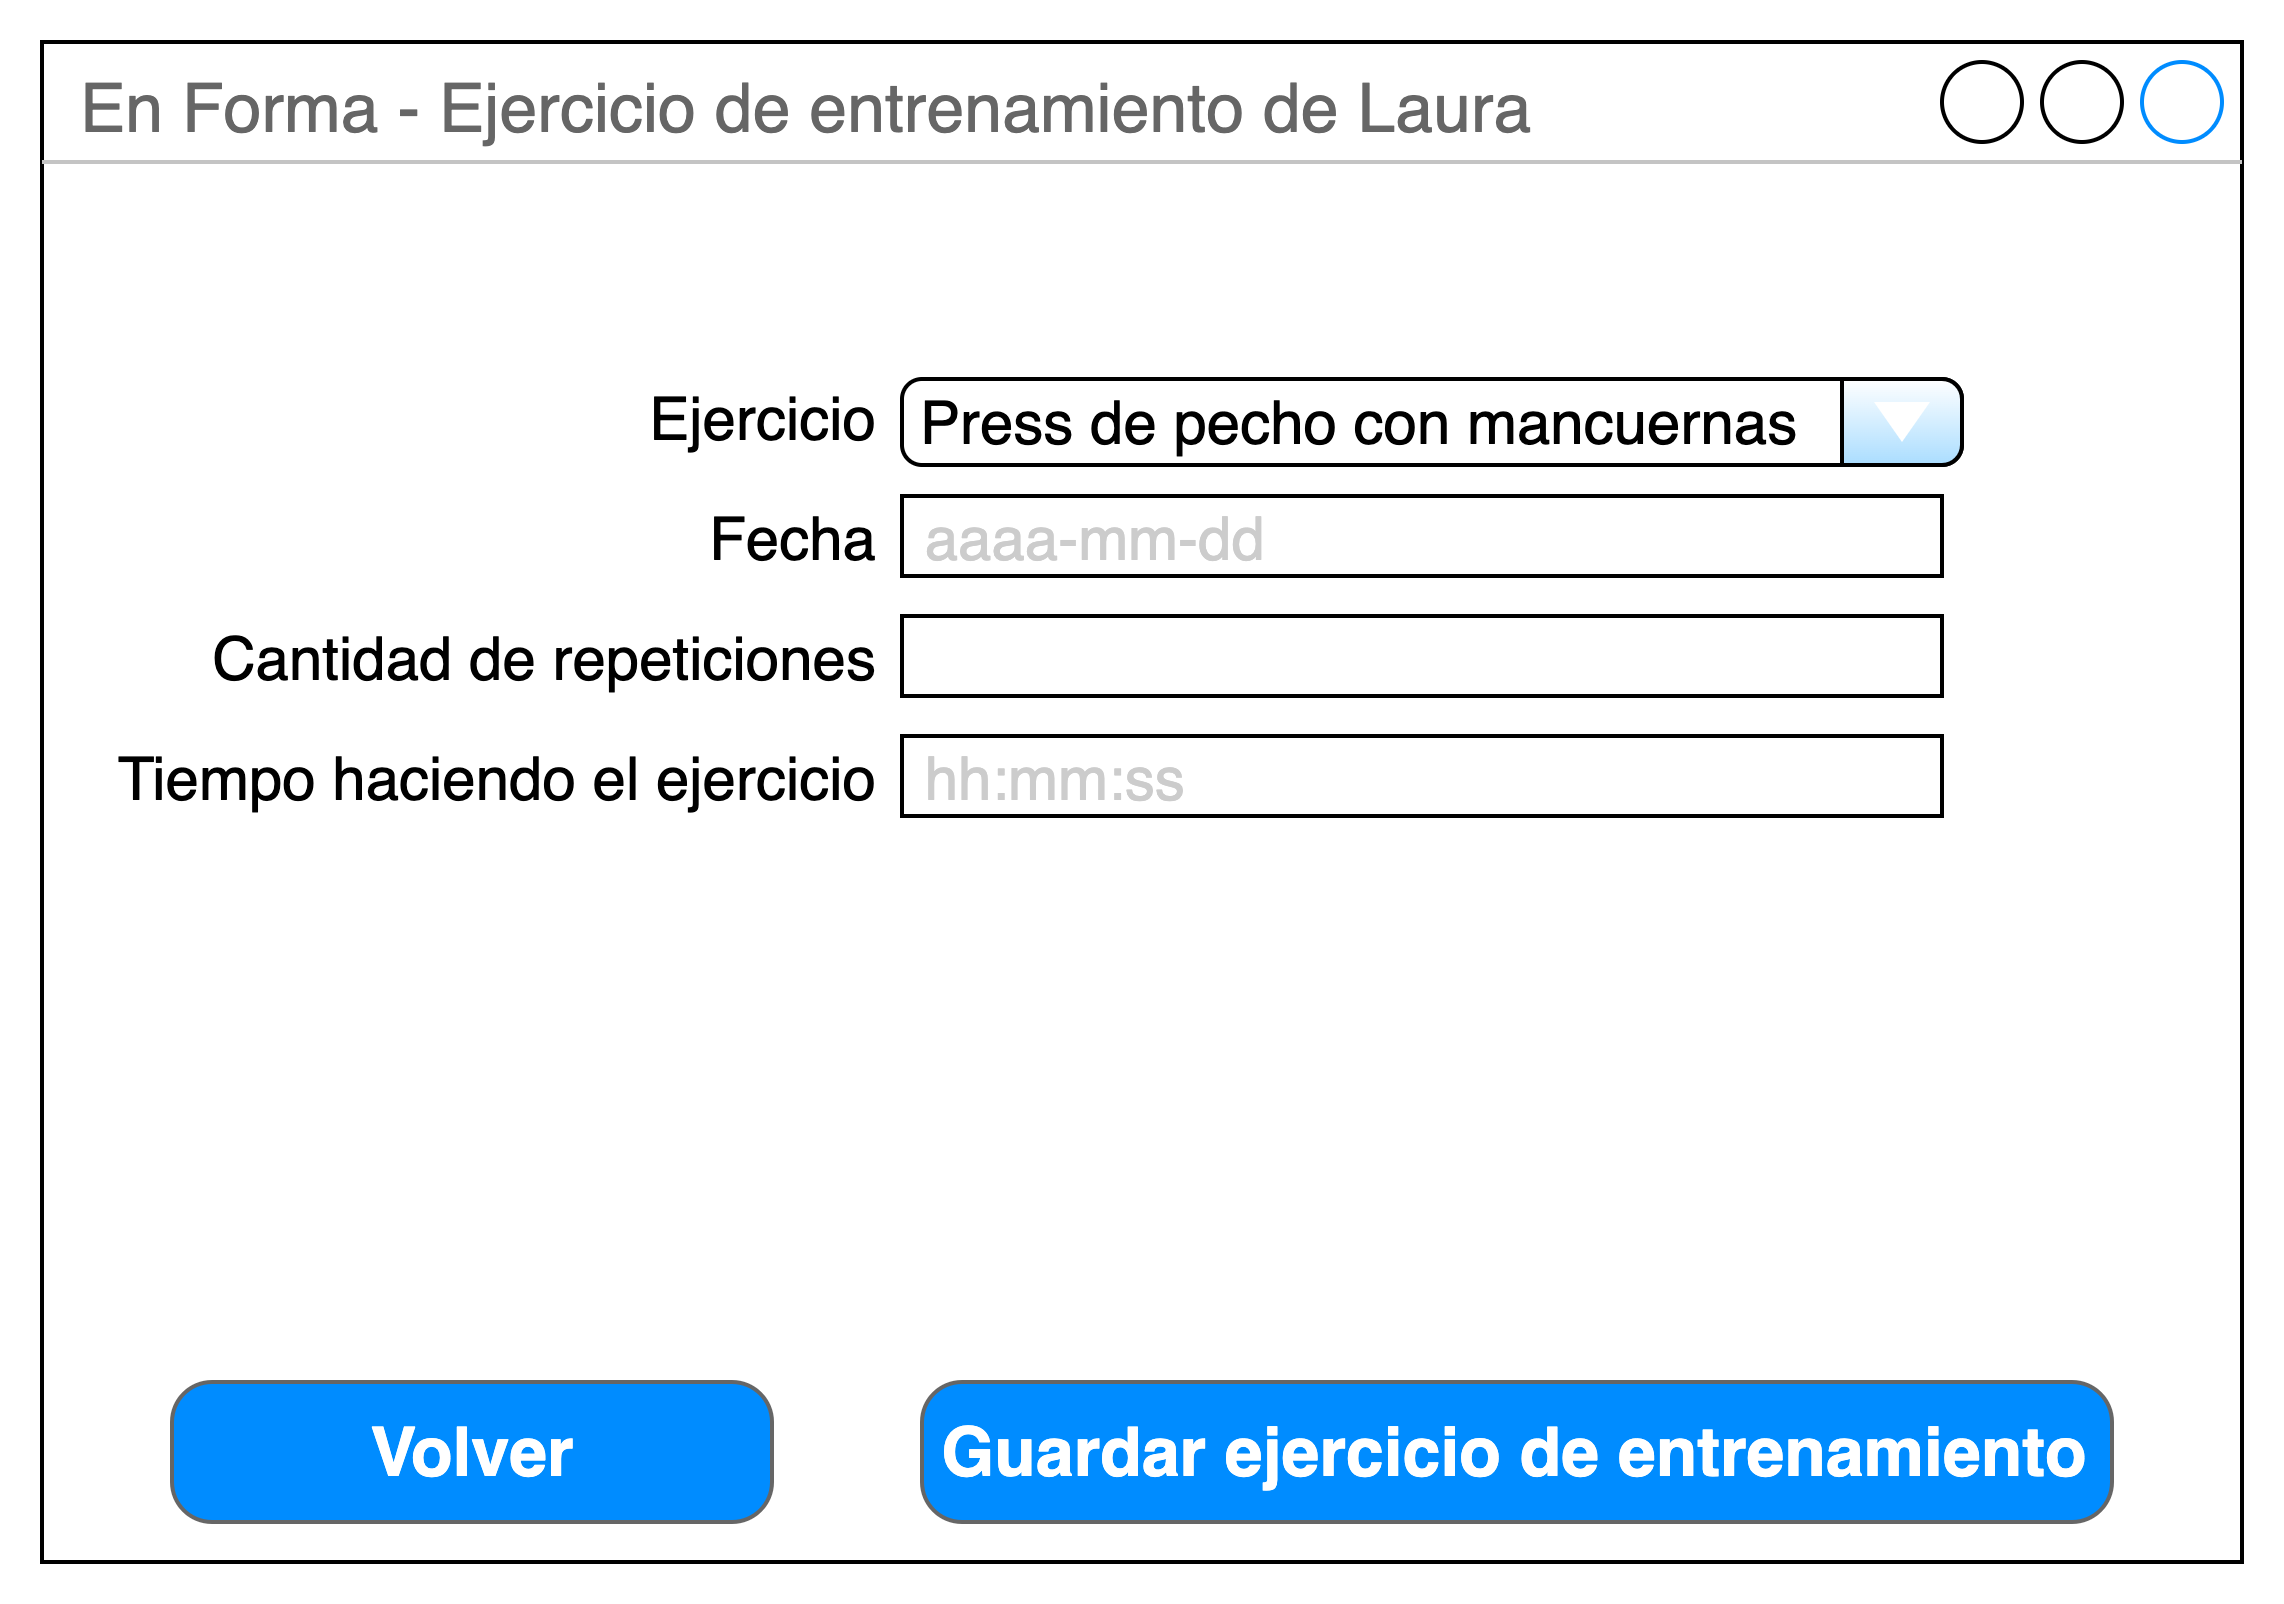 En Forma - Ejercicio de entrenamiento de Laura
Ejercicio Press de pecho con mancuernas
Fecha aaaa-mm-dd
Cantidad de repeticiones
Tiempo haciendo el ejercicio hh:mm:ss
Volver Guardar ejercicio de entrenamiento